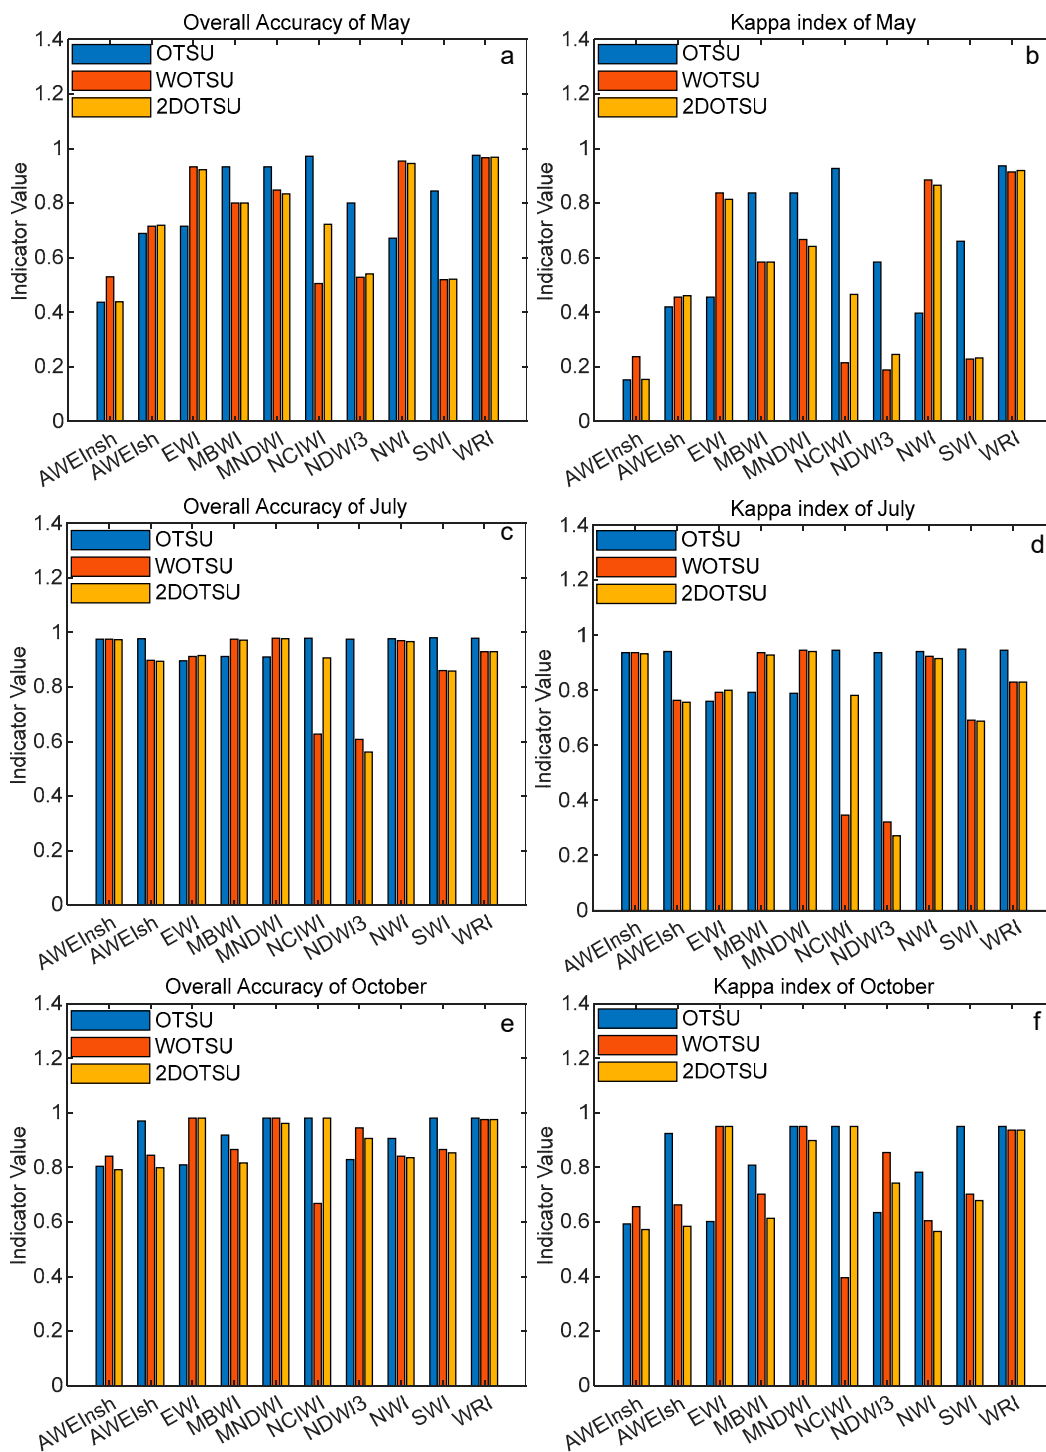 Overall Accuracy of May
1.4
1.2
1
0.8
0.6
0.4
0.2
0
Indicator Value
OTSU
WOTSU
2DOTSU
a
AWEInsh
AWEIsh
EWI
MBWI
MNDWI
NCIWI
NDWI3
NWI
SWI
WRI
Kappa index of May
1.4
1.2
1
0.8
0.6
0.4
0.2
0
Indicator Value
OTSU
WOTSU
2DOTSU
b
AWEInsh
AWEIsh
EWI
MBWI
MNDWI
NCIWI
NDWI3
NWI
SWI
WRI
Overall Accuracy of July
1.4
1.2
1
0.8
0.6
0.4
0.2
0
Indicator Value
OTSU
WOTSU
2DOTSU
c
AWEInsh
AWEIsh
EWI
MBWI
MNDWI
NCIWI
NDWI3
NWI
SWI
WRI
Kappa index of July
1.4
1.2
1
0.8
0.6
0.4
0.2
0
Indicator Value
OTSU
WOTSU
2DOTSU
d
AWEInsh
AWEIsh
EWI
MBWI
MNDWI
NCIWI
NDWI3
NWI
SWI
WRI
Overall Accuracy of October
1.4
1.2
1
0.8
0.6
0.4
0.2
0
Indicator Value
OTSU
WOTSU
2DOTSU
e
AWEInsh
AWEIsh
EWI
MBWI
MNDWI
NCIWI
NDWI3
NWI
SWI
WRI
Kappa index of October
1.4
1.2
1
0.8
0.6
0.4
0.2
0
Indicator Value
OTSU
WOTSU
2DOTSU
f
AWEInsh
AWEIsh
EWI
MBWI
MNDWI
NCIWI
NDWI3
NWI
SWI
WRI